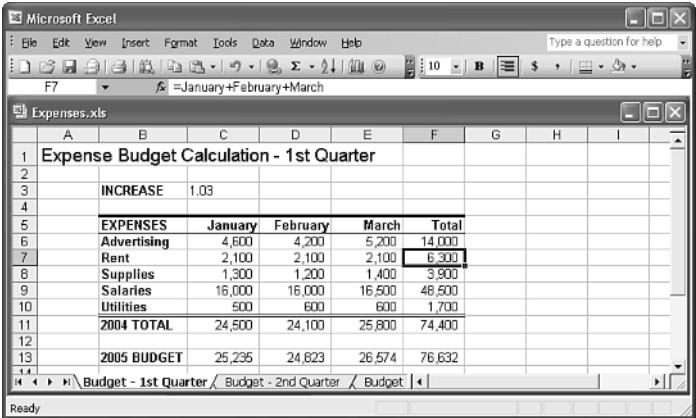 Microsoft Excel
File Edit View Insert Format Tools Data Window Help Type a question for help
10 B $ ,
F7 fx =January+February+March
Expenses.xls
A B C D E F G H I
1 Expense Budget Calculation - 1st Quarter
2
3 INCREASE 1.03
4
5 EXPENSES January February March Total
6 Advertising 4,600 4,200 5,200 14,000
7 Rent 2,100 2,100 2,100 6,300
8 Supplies 1,300 1,200 1,400 3,900
9 Salaries 16,000 16,000 16,500 48,500
10 Utilities 500 600 600 1,700
11 2004 TOTAL 24,500 24,100 25,800 74,400
12
13 2005 BUDGET 25,235 24,823 26,574 76,632
14
Budget - 1st Quarter Budget - 2nd Quarter Budget
Ready